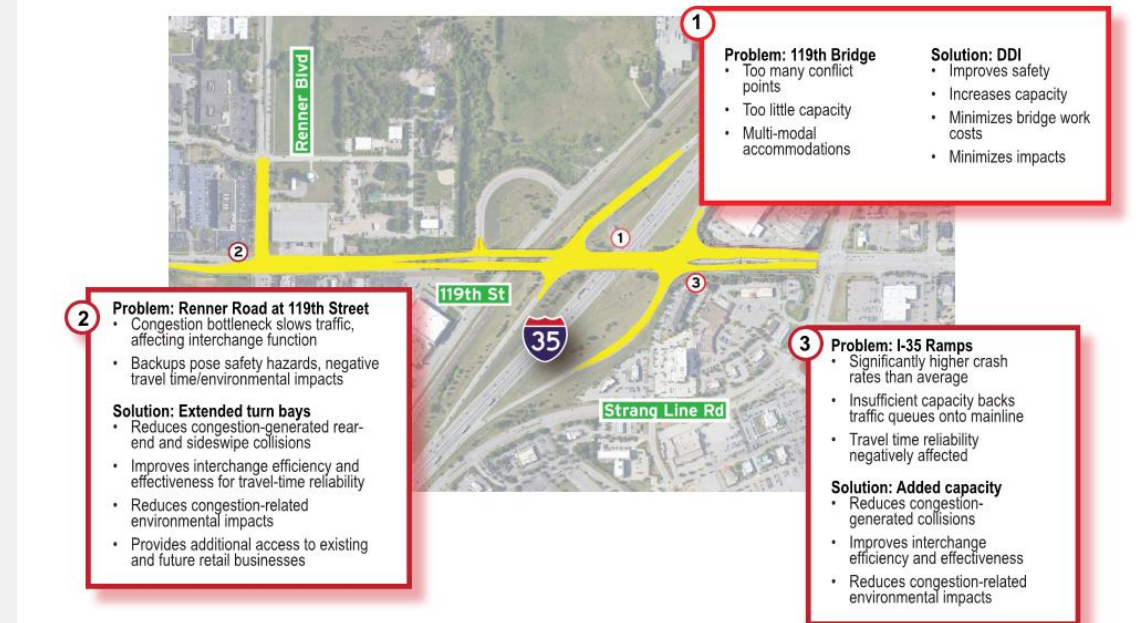 1
Problem: 119th Bridge
• Too many conflict
points
• Too little capacity
• Multi-modal
accommodations
Solution: DDI
• Improves safety
• Increases capacity
• Minimizes bridge work
costs
• Minimizes impacts
Renner Blvd
1
2
3
119th St
35
Strang Line Rd
2
Problem: Renner Road at 119th Street
• Congestion bottleneck slows traffic,
affecting interchange function
• Backups pose safety hazards, negative
travel time/environmental impacts
Solution: Extended turn bays
• Reduces congestion-generated rear-
end and sideswipe collisions
• Improves interchange efficiency and
effectiveness for travel-time reliability
• Reduces congestion-related
environmental impacts
• Provides additional access to existing
and future retail businesses
3
Problem: I-35 Ramps
• Significantly higher crash
rates than average
• Insufficient capacity backs
traffic queues onto mainline
• Travel time reliability
negatively affected
Solution: Added capacity
• Reduces congestion-
generated collisions
• Improves interchange
efficiency and effectiveness
• Reduces congestion-related
environmental impacts